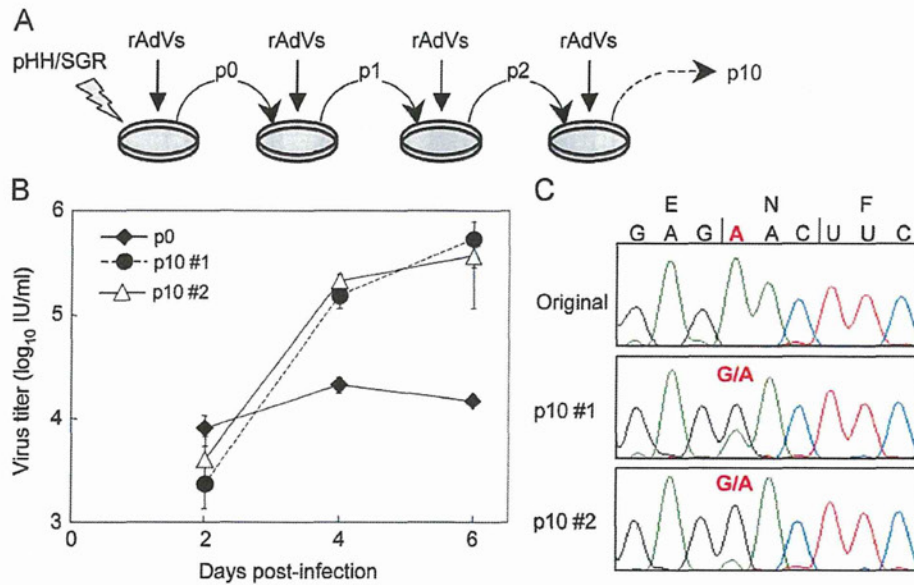 A
pHH/SGR
rAdVs rAdVs rAdVs rAdVs
p0 p1 p2 p10
B
Virus titer (log10 IU/ml)
6
5
4
3
p0
p10 #1
p10 #2
0 2 4 6
Days post-infection
C
E N F
G A G A A C U U C
Original
G/A
p10 #1
G/A
p10 #2